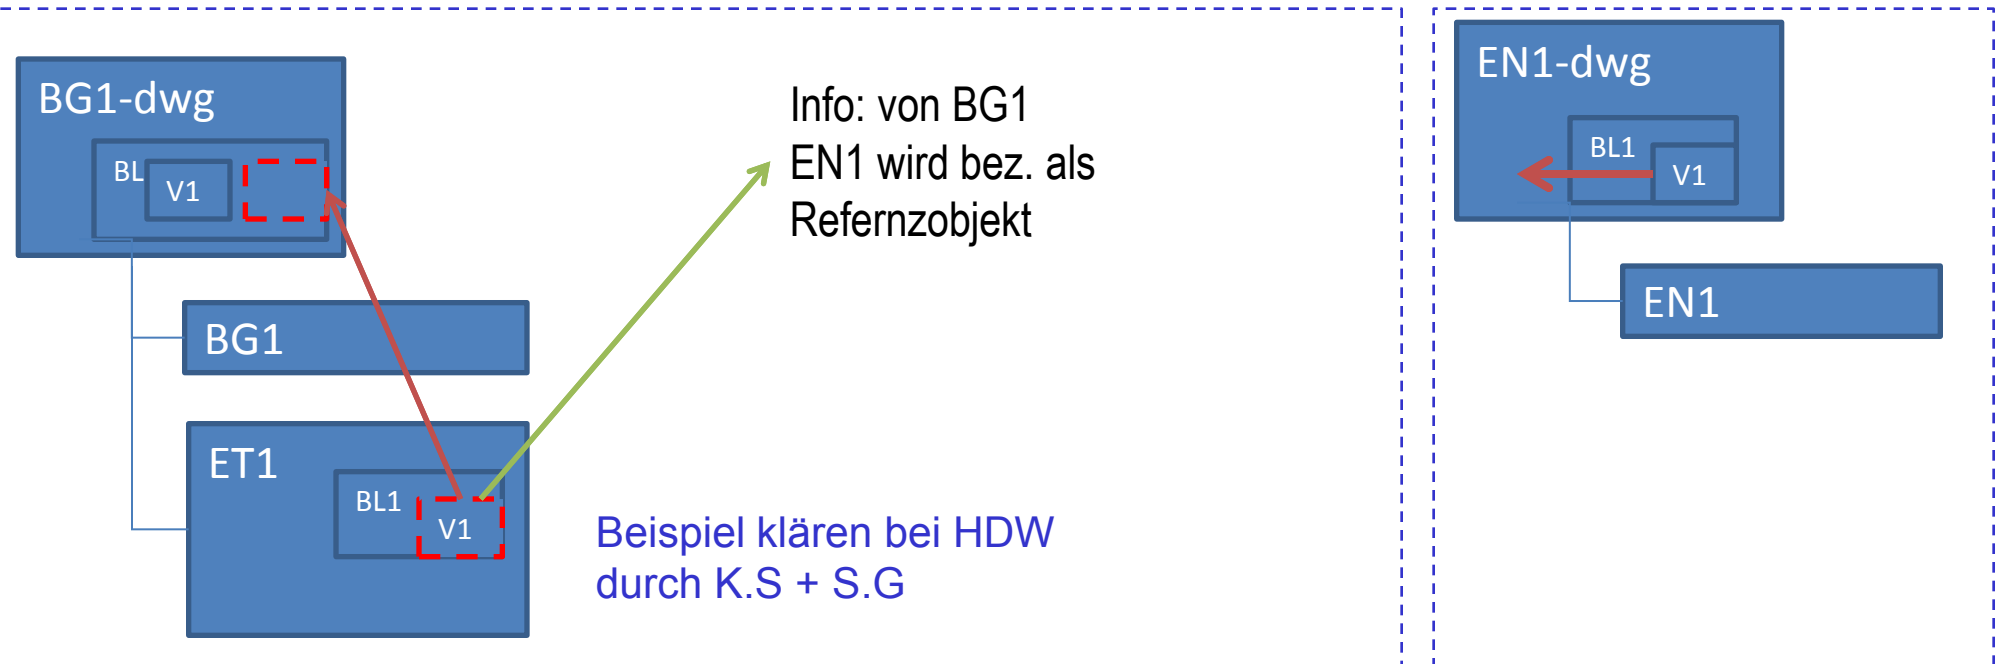 BG1-dwg
BL
V1
BG1
ET1
BL1
V1
Info: von BG1
EN1 wird bez. als
Refernzobjekt
Beispiel klären bei HDW
durch K.S + S.G
EN1-dwg
BL1
V1
EN1